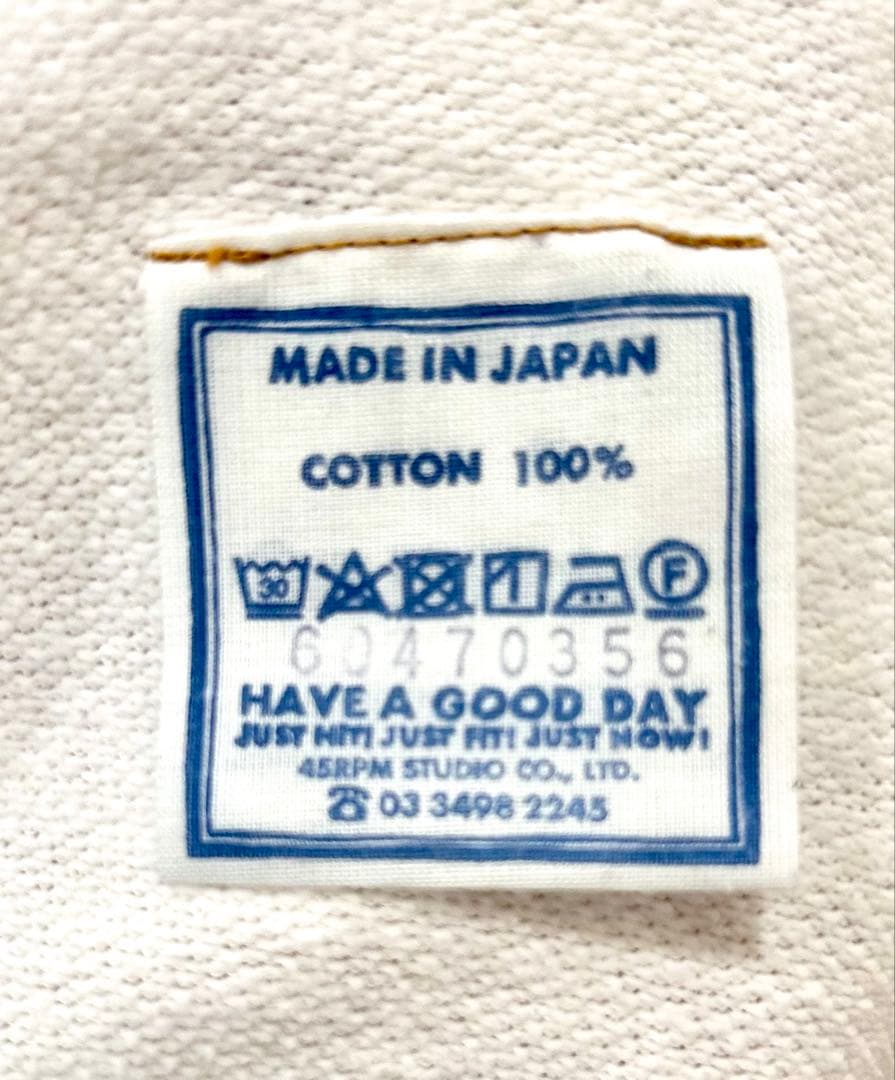 MADE IN JAPAN
COTTON 100%
30 F
60470356
HAVE A GOOD DAY
JUST HIT! JUST FIT! JUST NOW!
45RPM STUDIO CO., LTD.
☎ 03 3498 2245